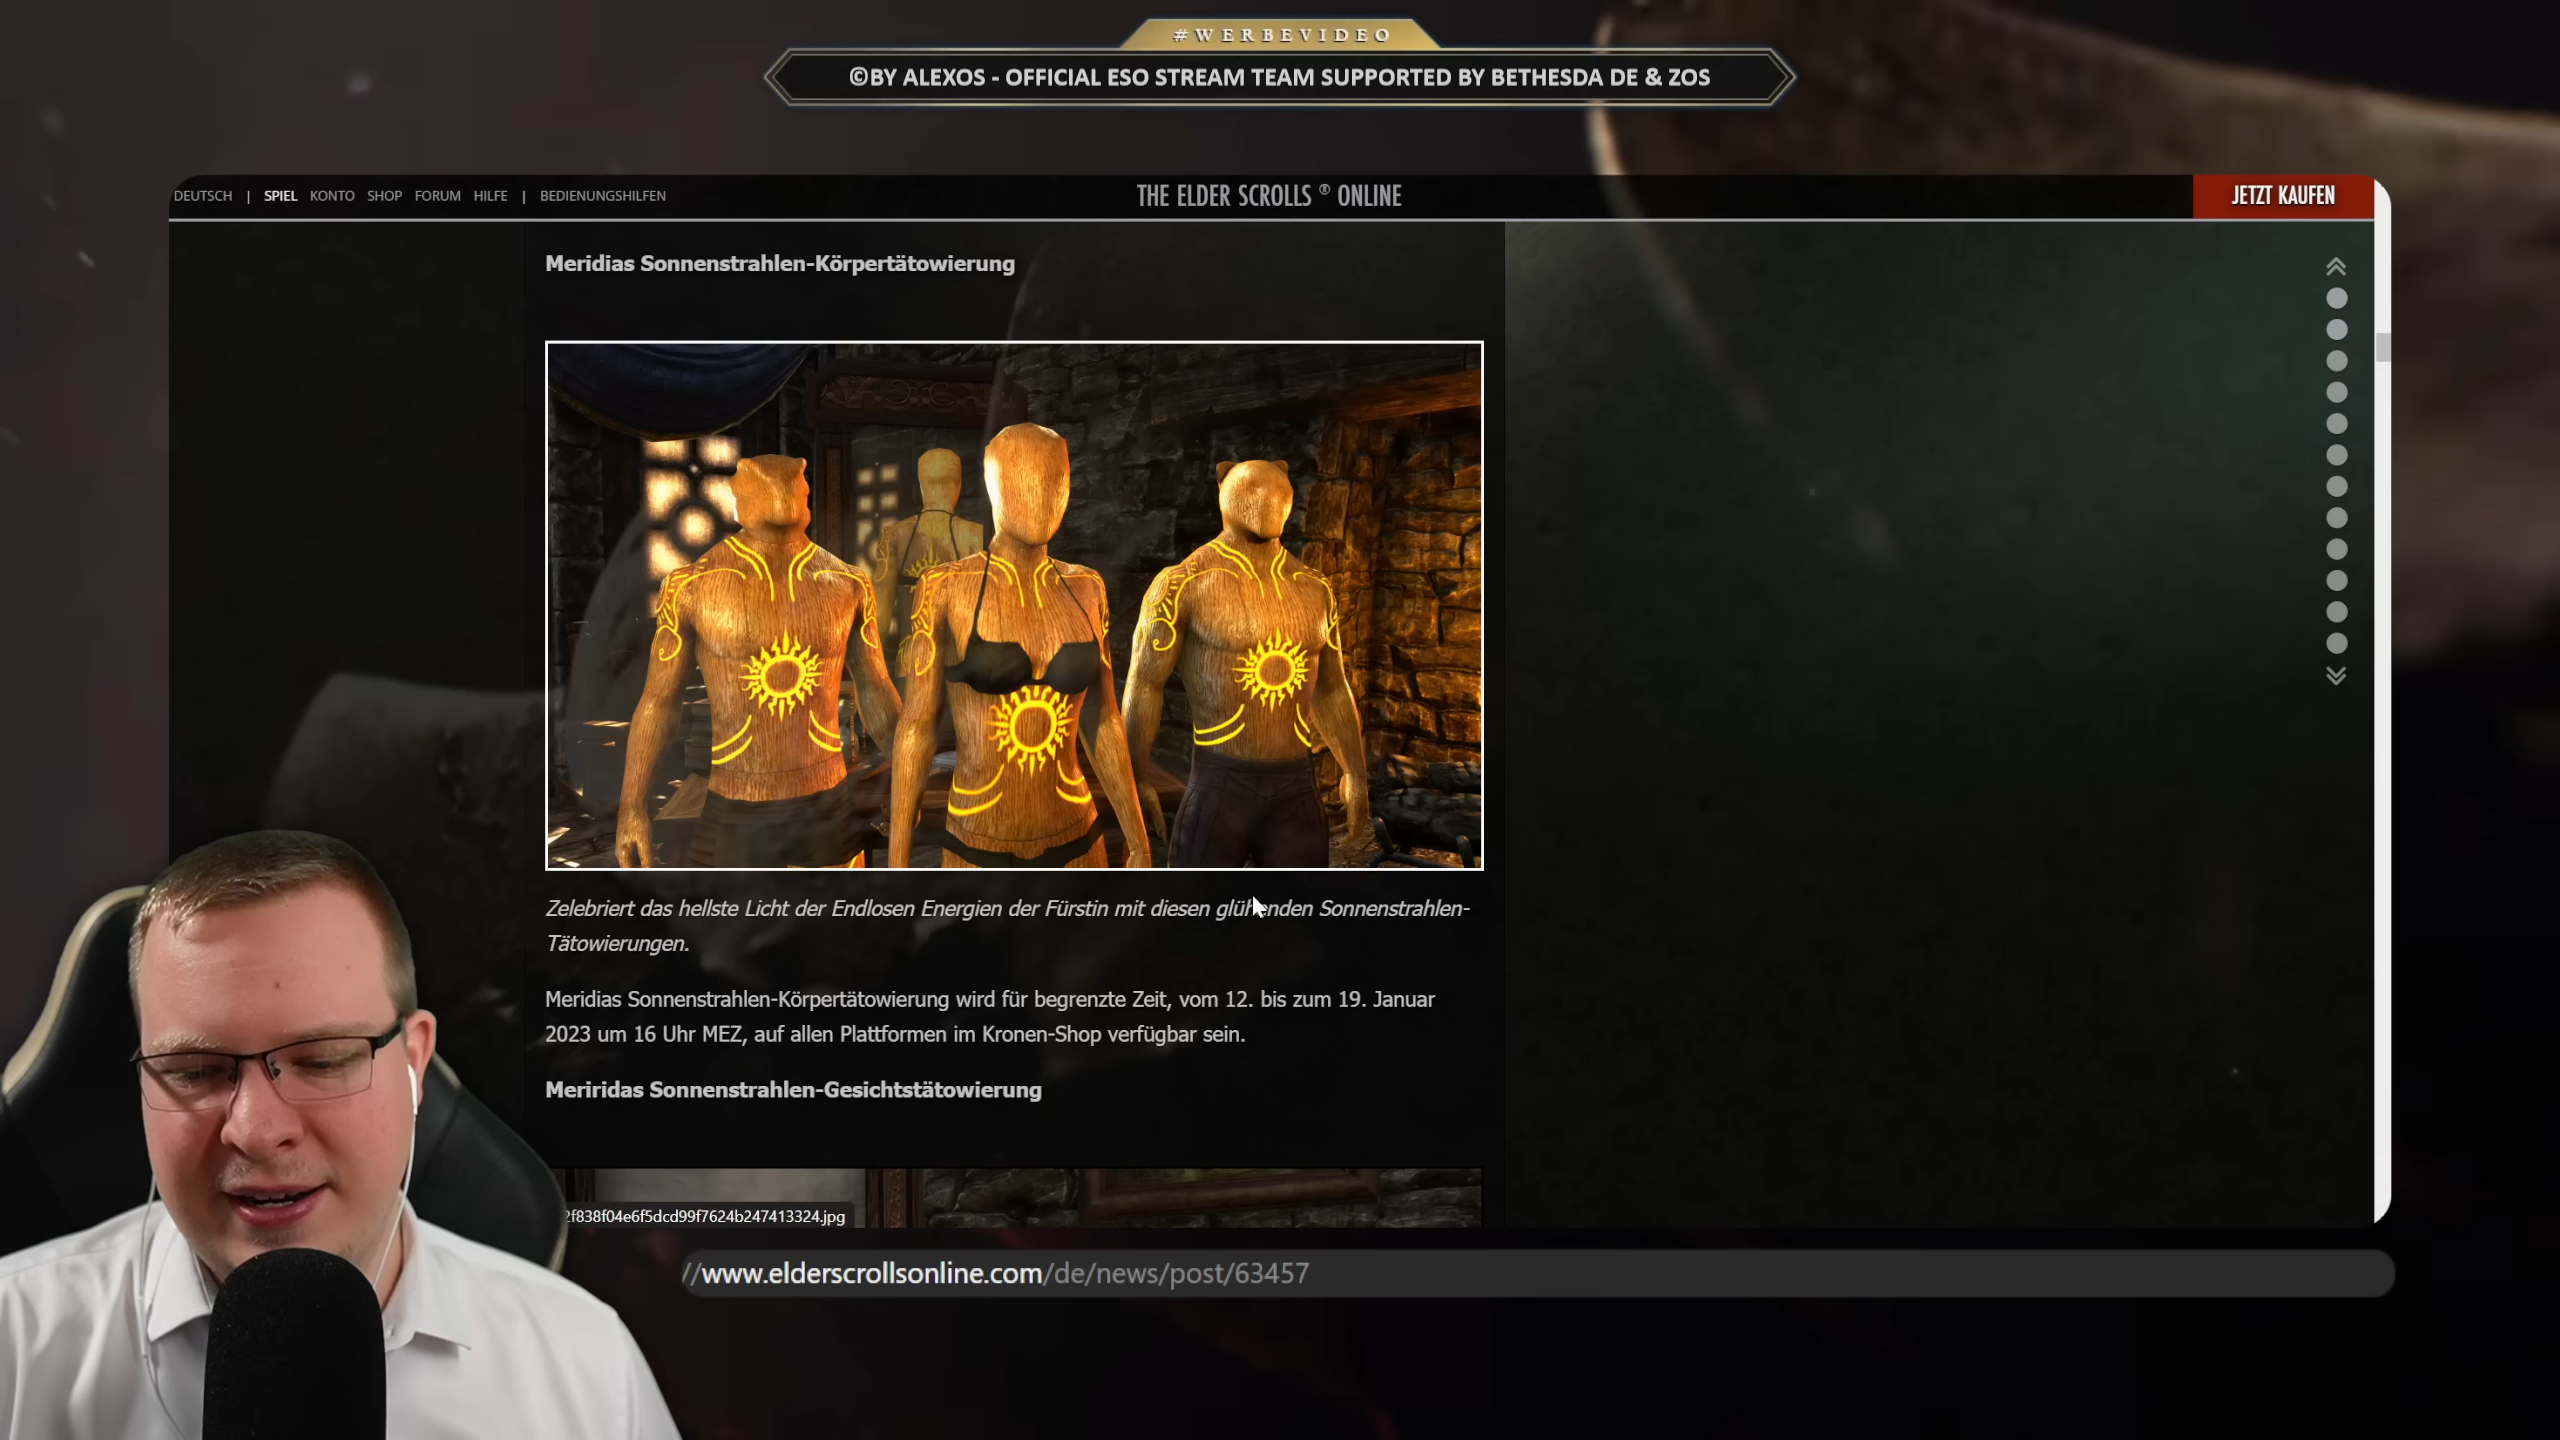 #WERBEVIDEO
©BY ALEXOS - OFFICIAL ESO STREAM TEAM SUPPORTED BY BETHESDA DE & ZOS
DEUTSCH | SPIEL KONTO SHOP FORUM HILFE | BEDIENUNGSHILFEN
THE ELDER SCROLLS ® ONLINE
JETZT KAUFEN
Meridias Sonnenstrahlen-Körpertätowierung
Zelebriert das hellste Licht der Endlosen Energien der Fürstin mit diesen glühenden Sonnenstrahlen-
Tätowierungen.
Meridias Sonnenstrahlen-Körpertätowierung wird für begrenzte Zeit, vom 12. bis zum 19. Januar
2023 um 16 Uhr MEZ, auf allen Plattformen im Kronen-Shop verfügbar sein.
Meriridas Sonnenstrahlen-Gesichtstätowierung
2f838f04e6f5dcd99f7624b247413324.jpg
//www.elderscrollsonline.com/de/news/post/63457